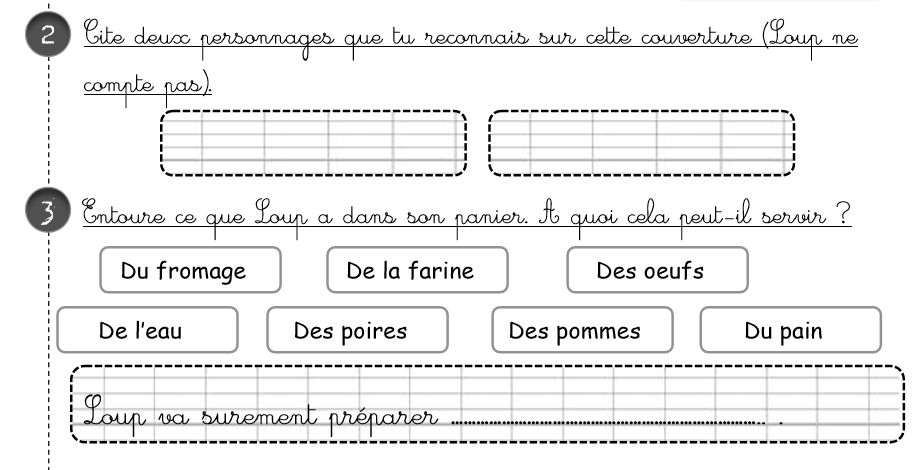 2 Cite deux personnages que tu reconnais sur cette couverture (Loup ne
compte pas).
3 Entoure ce que Loup a dans son panier. A quoi cela peut-il servir ?
Du fromage De la farine Des oeufs
De l'eau Des poires Des pommes Du pain
Loup va surement préparer ........................................................ .